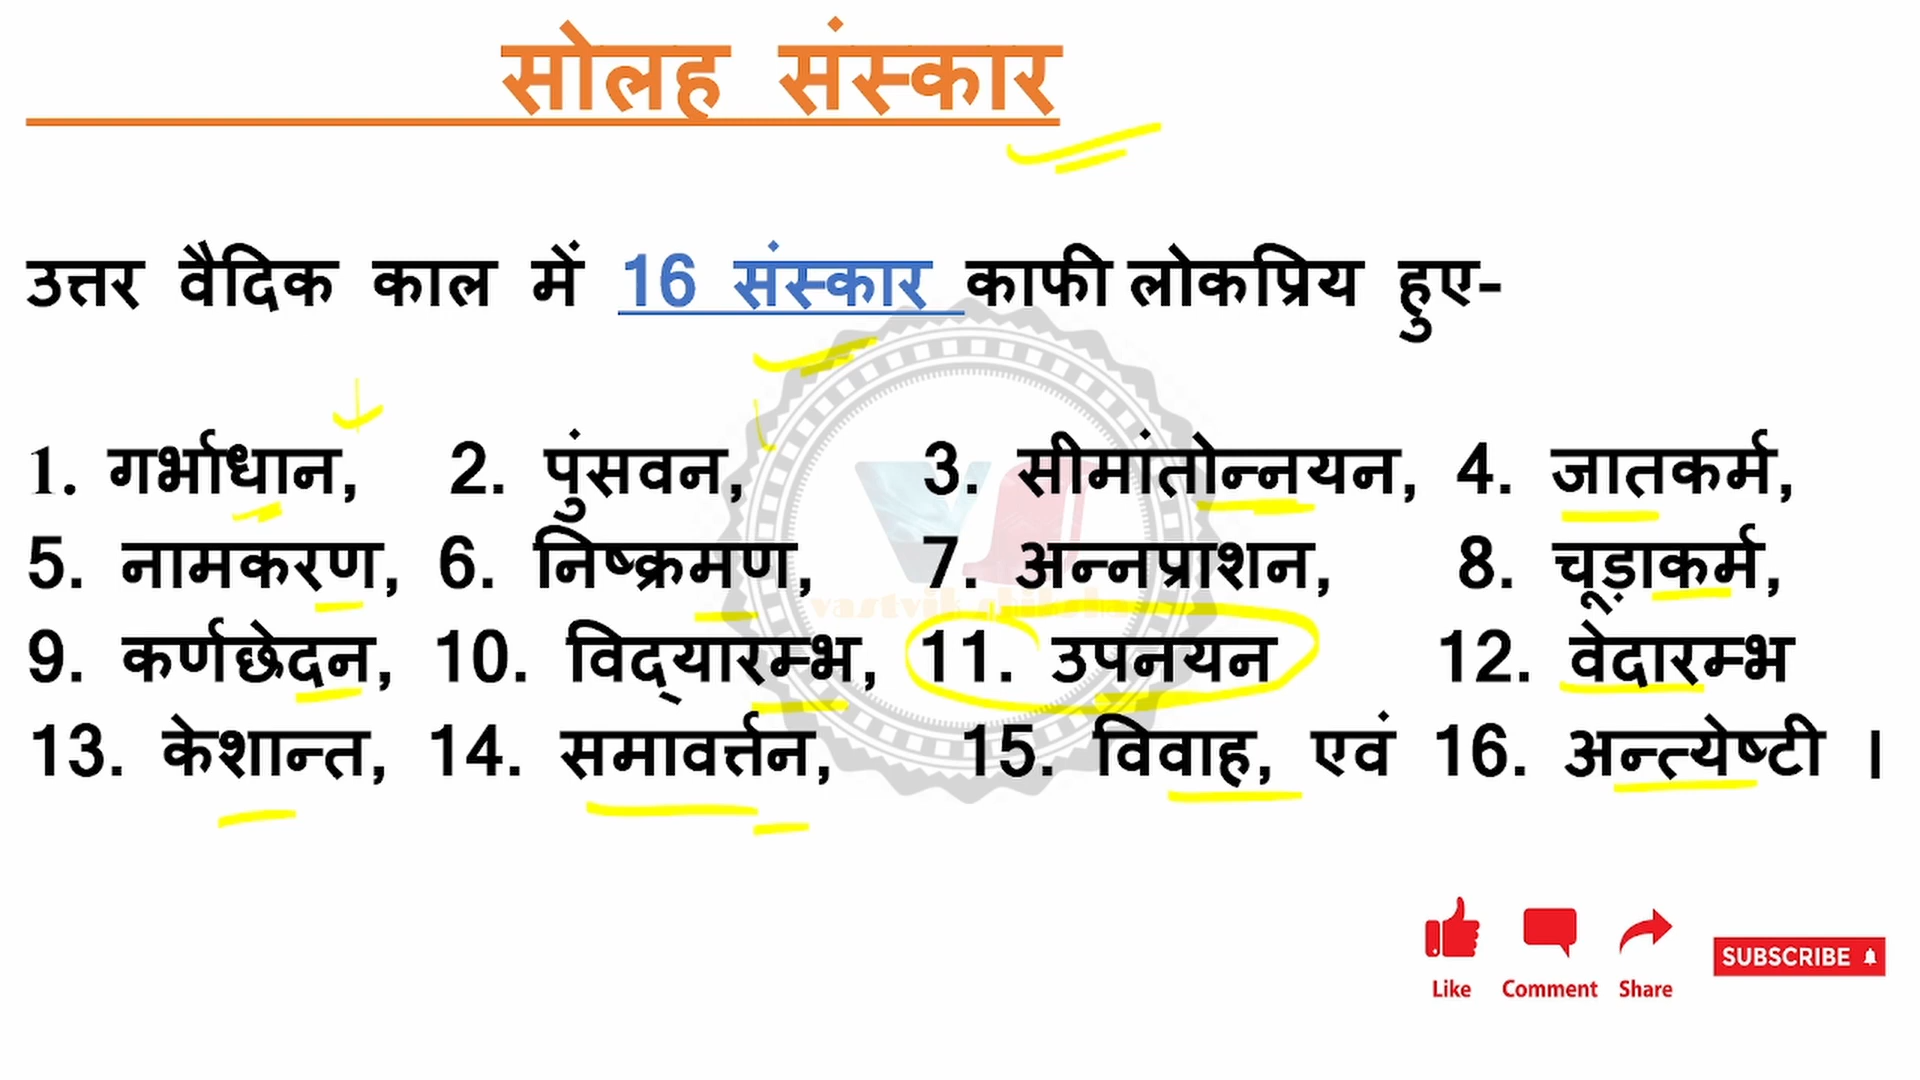 सोलह संस्कार
उत्तर वैदिक काल में 16 संस्कार काफी लोकप्रिय हुए-
1. गर्भाधान, 2. पुंसवन, 3. सीमांतोन्नयन, 4. जातकर्म,
5. नामकरण, 6. निष्क्रमण, 7. अन्नप्राशन, 8. चूड़ाकर्म,
9. कर्णछेदन, 10. विद्‌यारम्भ, 11. उपनयन 12. वेदारम्भ
13. केशान्त, 14. समावर्त्तन, 15. विवाह, एवं 16. अन्त्येष्टी ।
vastvik shiksha
Like Comment Share SUBSCRIBE